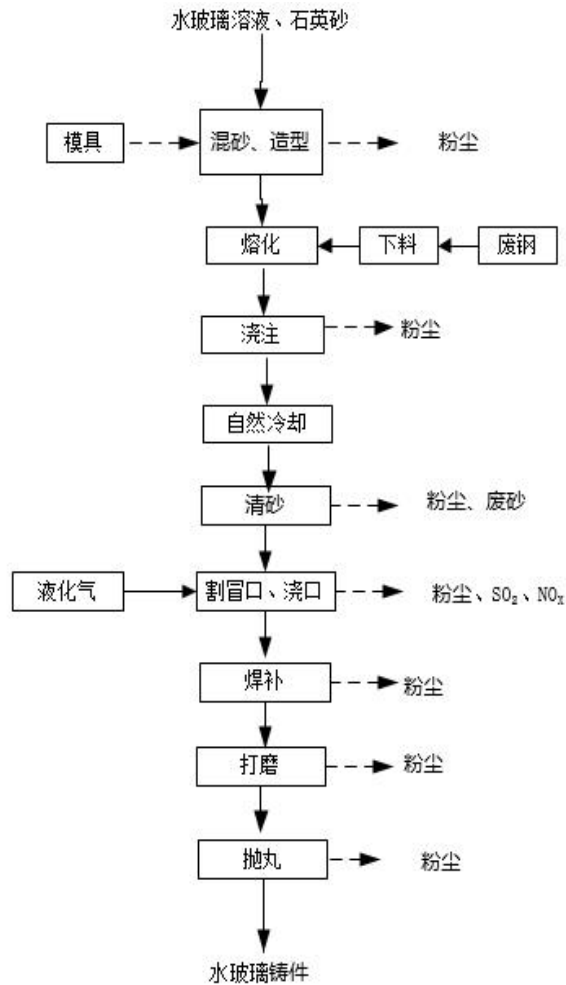 水玻璃溶液、石英砂
模具
混砂、造型
粉尘
熔化
下料
废钢
浇注
粉尘
自然冷却
清砂
粉尘、废砂
液化气
割冒口、浇口
粉尘、SO₂、NOₓ
焊补
粉尘
打磨
粉尘
抛丸
粉尘
水玻璃铸件